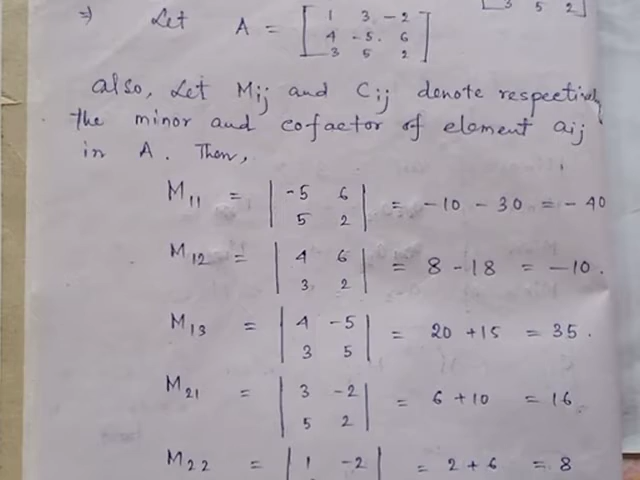 3 5 2
⇒ Let A = [ 1 3 -2
4 -5. 6
3 5 2 ]
also, Let Mij and Cij denote respectively
the minor and cofactor of element aij
in A. Then,
M11 = | -5 6 | = -10 - 30 = - 40
| 5 2 |
M12 = | 4 6 | = 8 - 18 = -10.
| 3 2 |
M13 = | 4 -5 | = 20 + 15 = 35.
| 3 5 |
M21 = | 3 -2 | = 6 + 10 = 16.
| 5 2 |
M22 = | 1 -2 | = 2 + 6 = 8